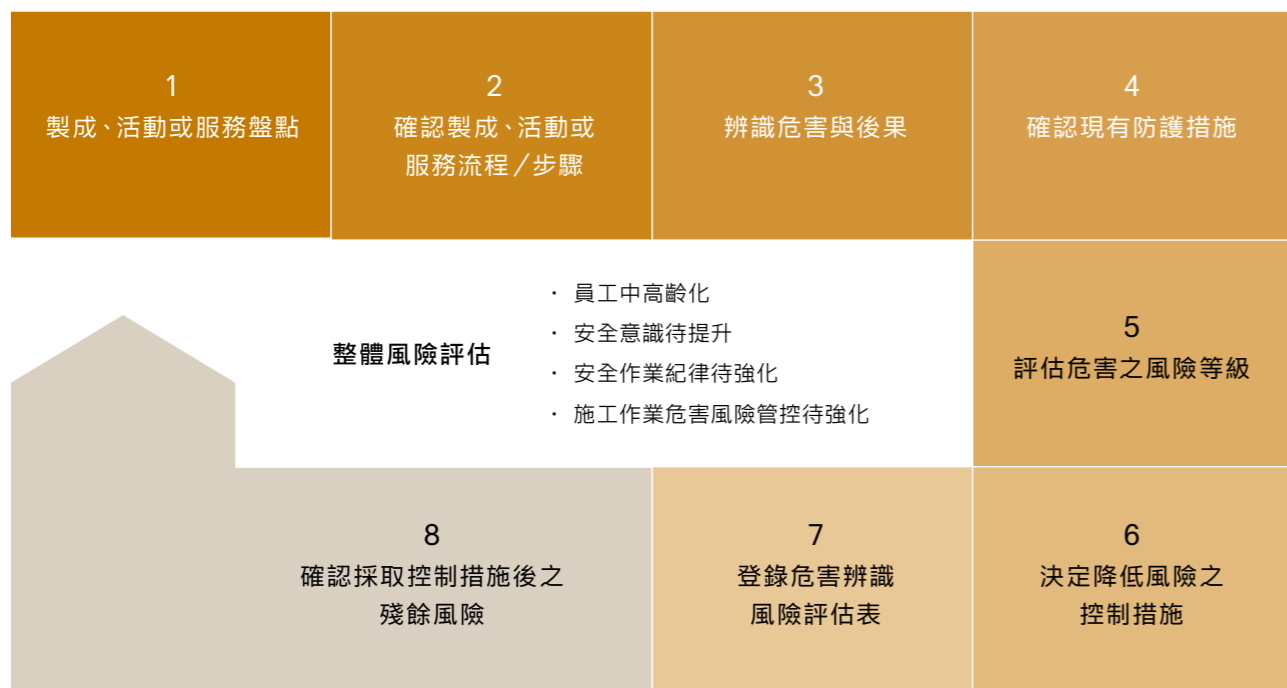 1
製成、活動或服務盤點
2
確認製成、活動或
服務流程／步驟
3
辨識危害與後果
4
確認現有防護措施
整體風險評估
· 員工中高齡化
· 安全意識待提升
· 安全作業紀律待強化
· 施工作業危害風險管控待強化
5
評估危害之風險等級
8
確認採取控制措施後之
殘餘風險
7
登錄危害辨識
風險評估表
6
決定降低風險之
控制措施